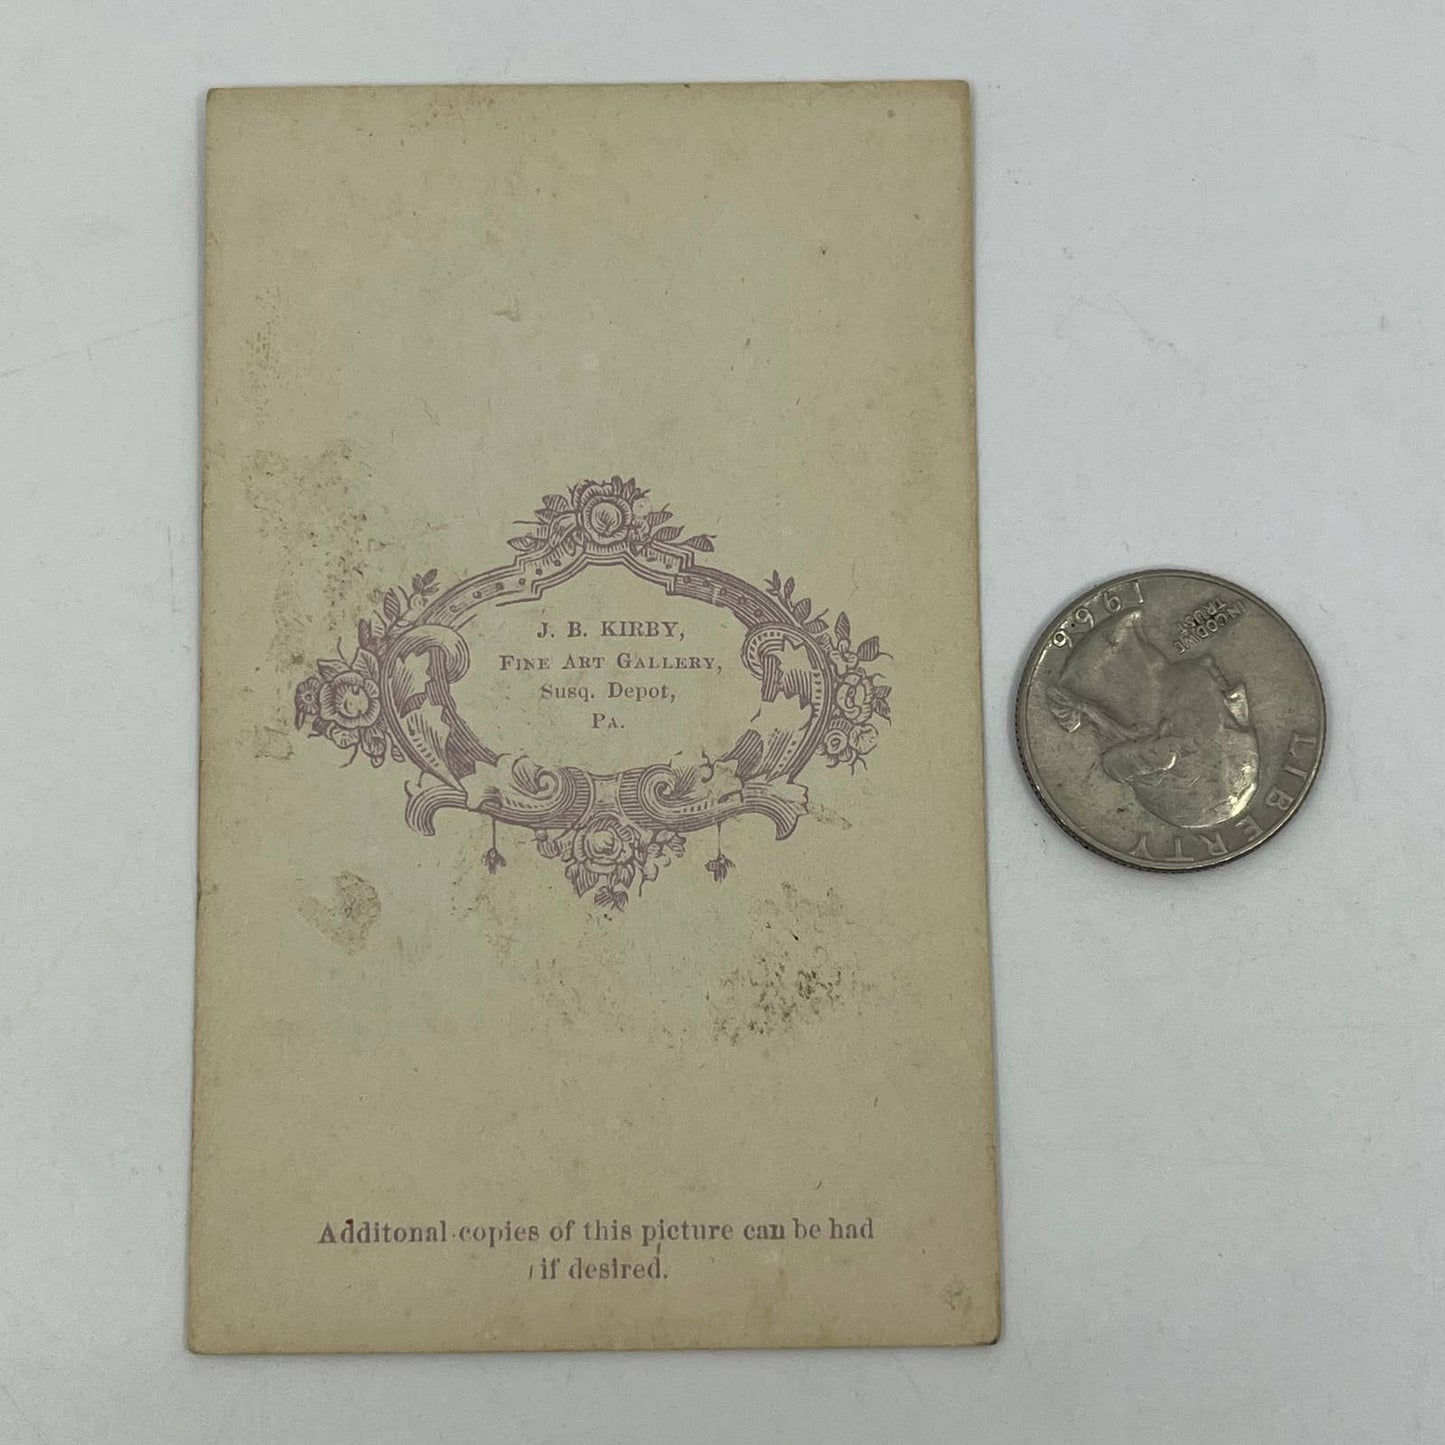 J. B. KIRBY,
FINE ART GALLERY,
Susq. Depot,
PA.
Additonal copies of this picture can be had
if desired.
1966
IN GOD WE
TRUST
LIBERTY